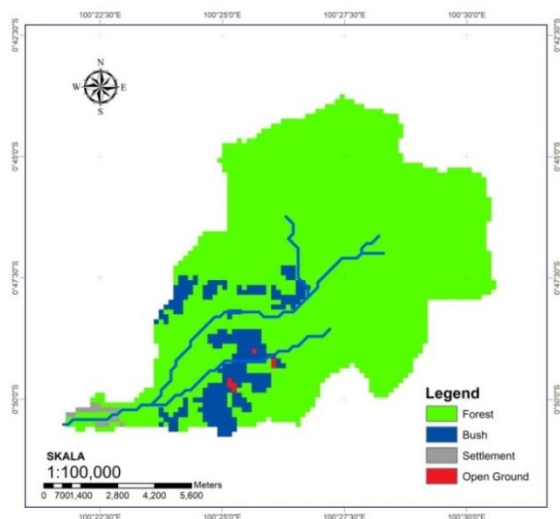 100°22'30"E 100°25'0"E 100°27'30"E 100°30'0"E
0°42'30"S 0°42'30"S
N
W E
S
0°45'0"S 0°45'0"S
0°47'30"S 0°47'30"S
0°50'0"S 0°50'0"S
Legend
Forest
Bush
Settlement
Open Ground
SKALA
1:100,000
Meters
0 7001,400 2,800 4,200 5,600
100°22'30"E 100°25'0"E 100°27'30"E 100°30'0"E